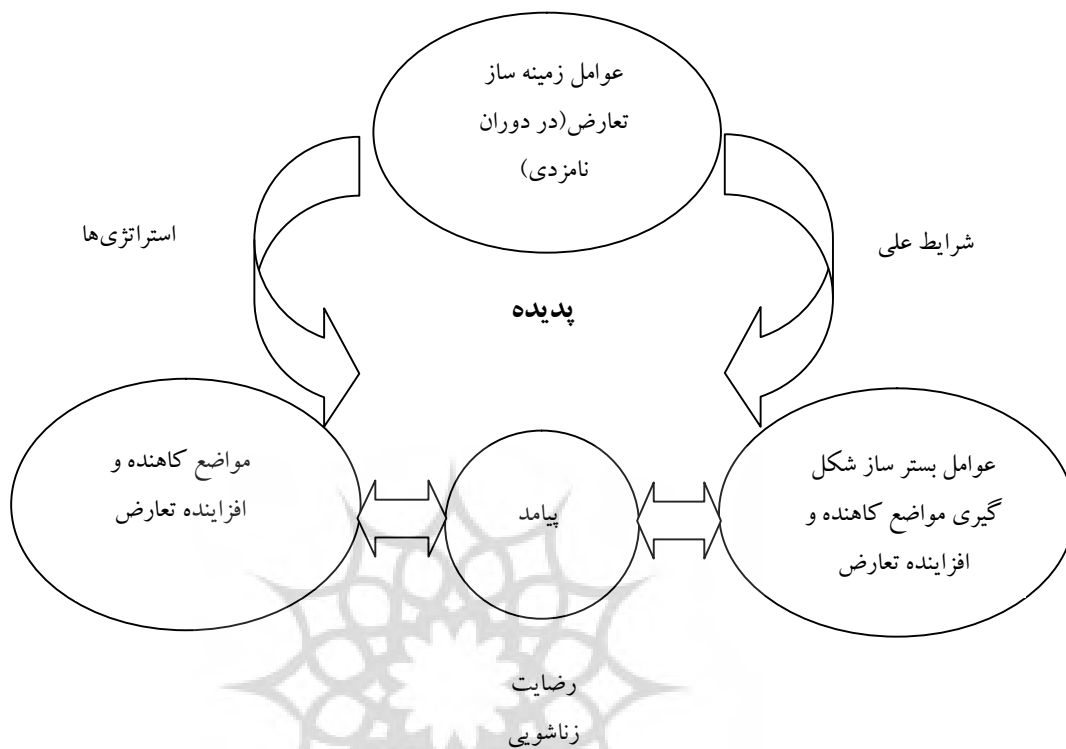 عوامل زمینه ساز
تعارض(در دوران
نامزدی)
شرایط علی
استراتژی‌ها
پدیده
عوامل بستر ساز شکل
گیری مواضع کاهنده و
افزاینده تعارض
پیامد
مواضع کاهنده و
افزاینده تعارض
رضایت
زناشویی